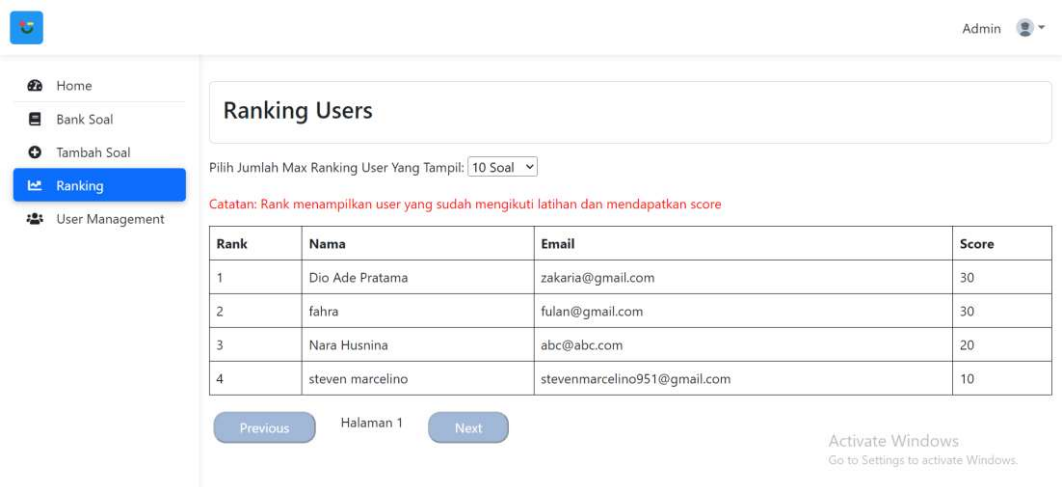 Admin
Home
Bank Soal
Tambah Soal
Ranking
User Management
Ranking Users
Pilih Jumlah Max Ranking User Yang Tampil: 10 Soal
Catatan: Rank menampilkan user yang sudah mengikuti latihan dan mendapatkan score
Rank Nama Email Score
1 Dio Ade Pratama zakaria@gmail.com 30
2 fahra fulan@gmail.com 30
3 Nara Husnina abc@abc.com 20
4 steven marcelino stevenmarcelino951@gmail.com 10
Previous Halaman 1 Next
Activate Windows
Go to Settings to activate Windows.